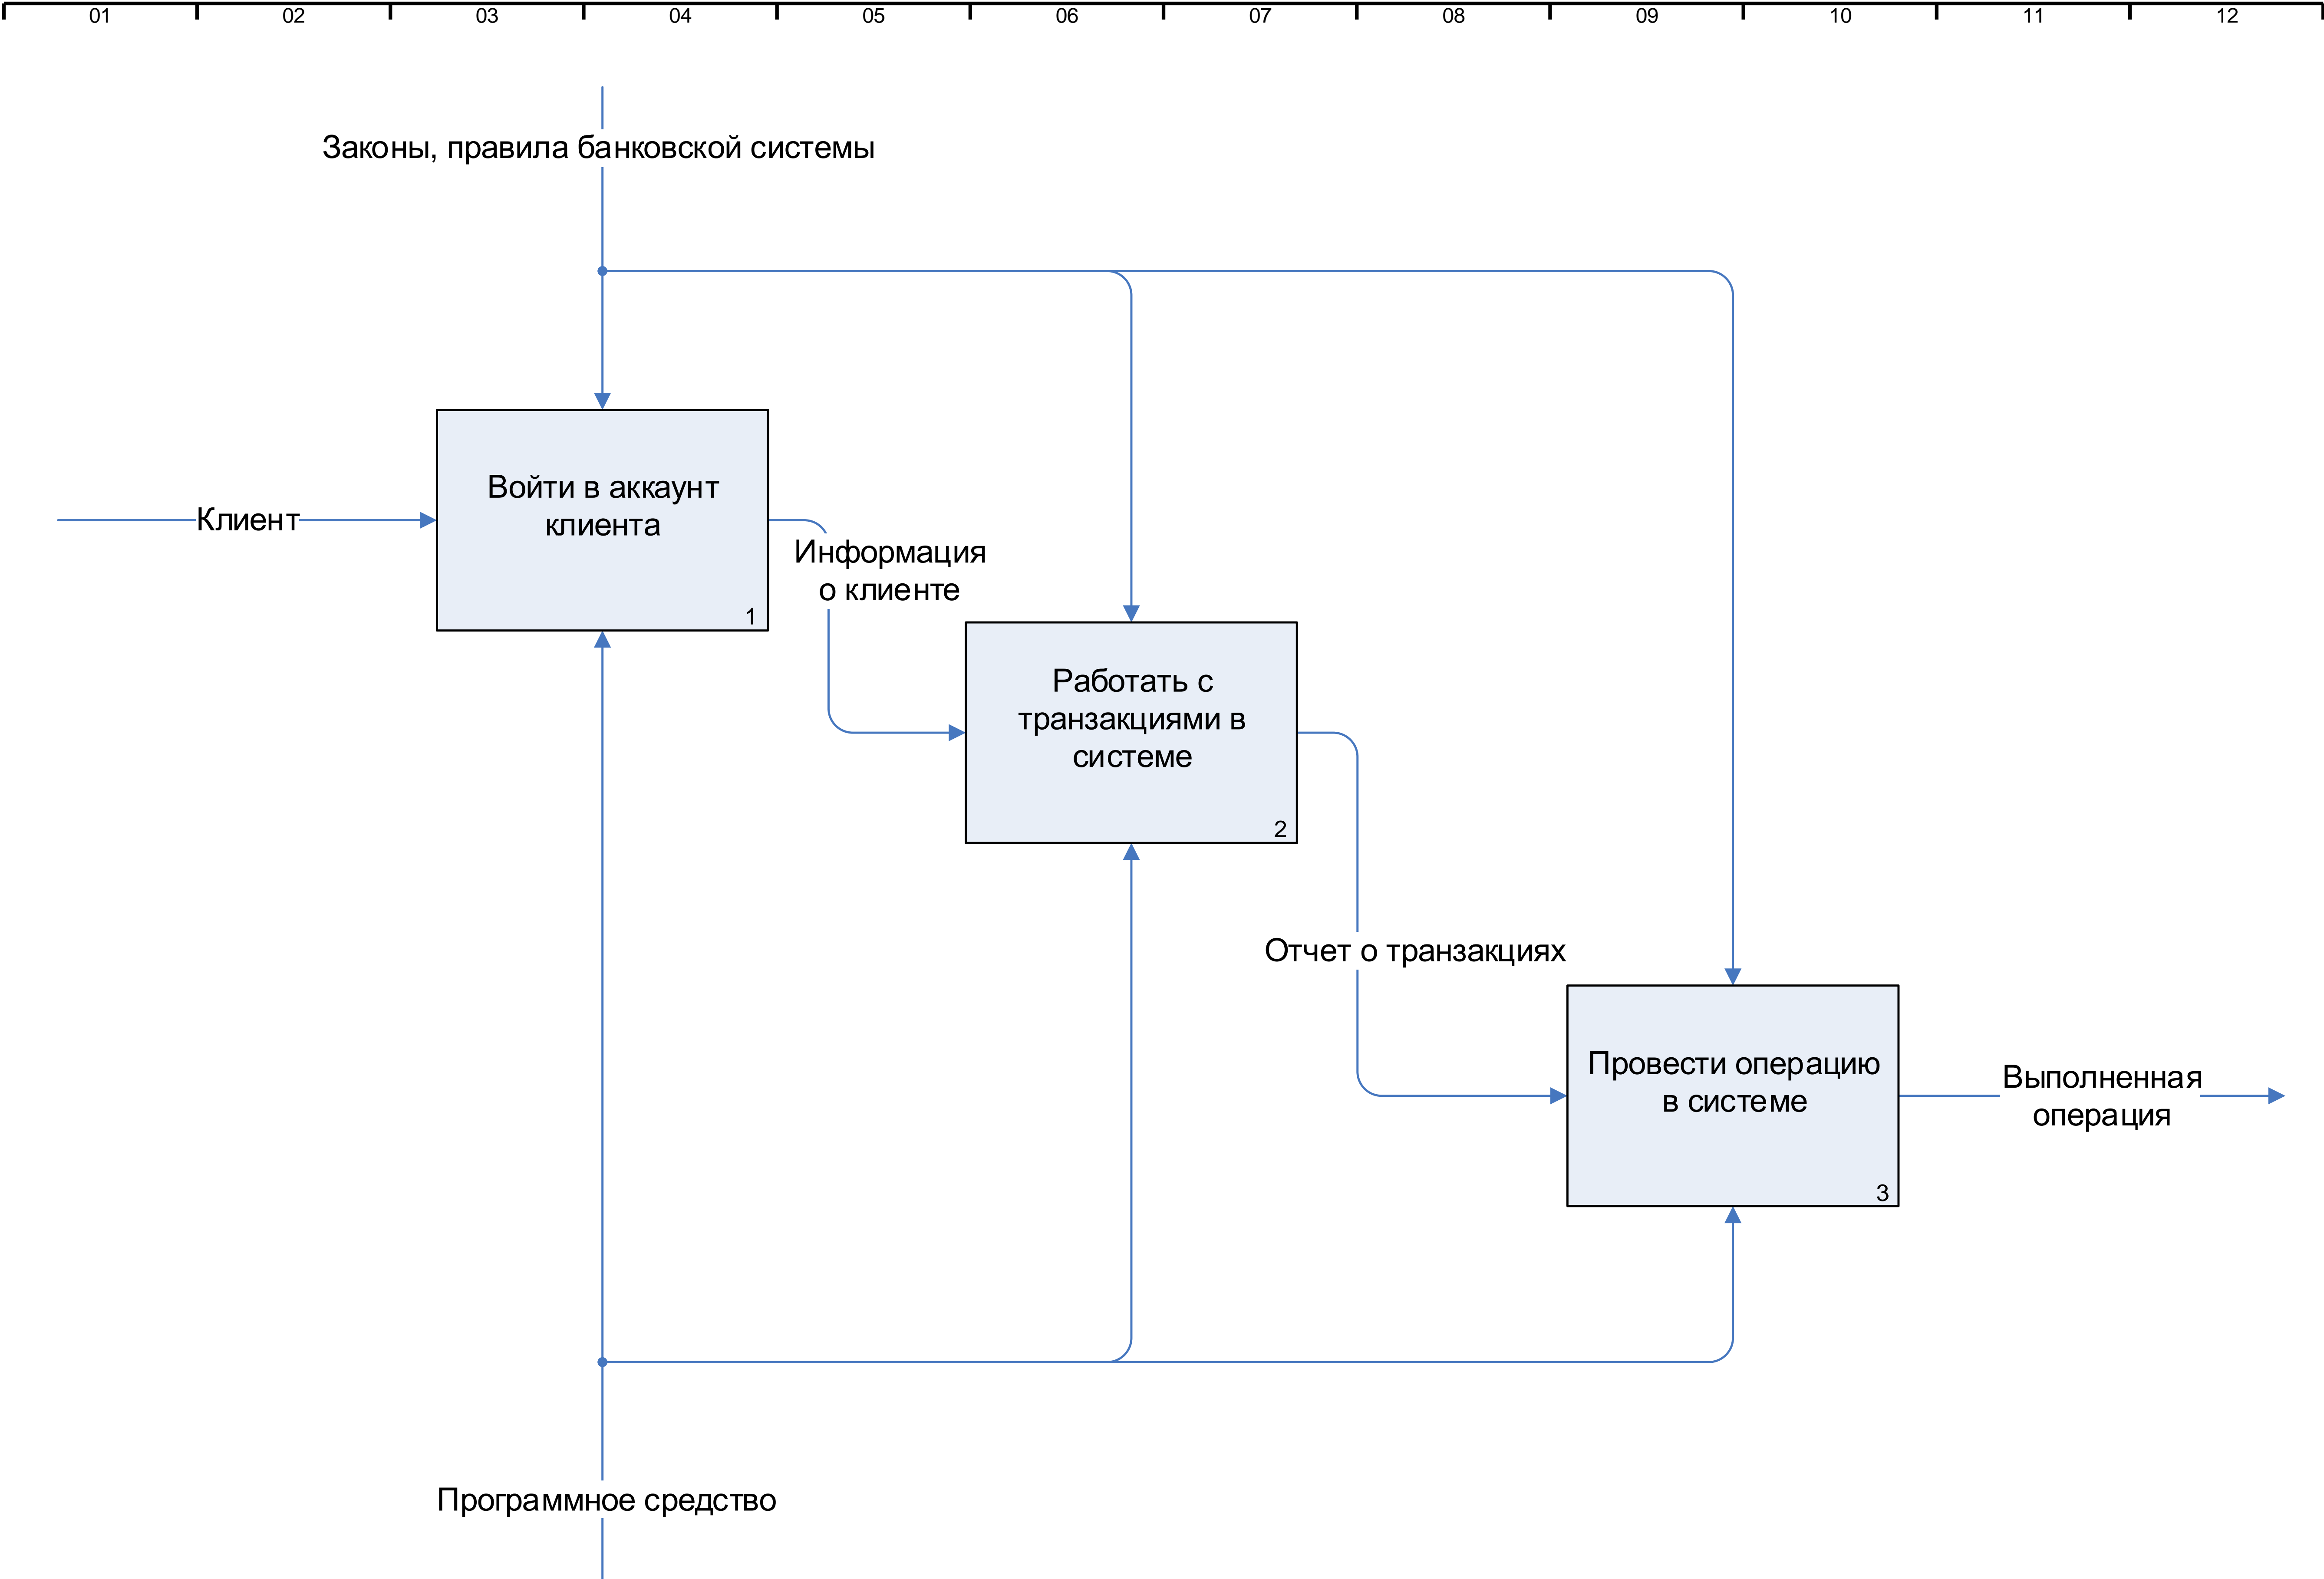 01 02 03 04 05 06 07 08 09 10 11 12
Законы, правила банковской системы
Клиент
Войти в аккаунт
клиента
1
Информация
о клиенте
Работать с
транзакциями в
системе
2
Отчет о транзакциях
Провести операцию
в системе
3
Выполненная
операция
Программное средство